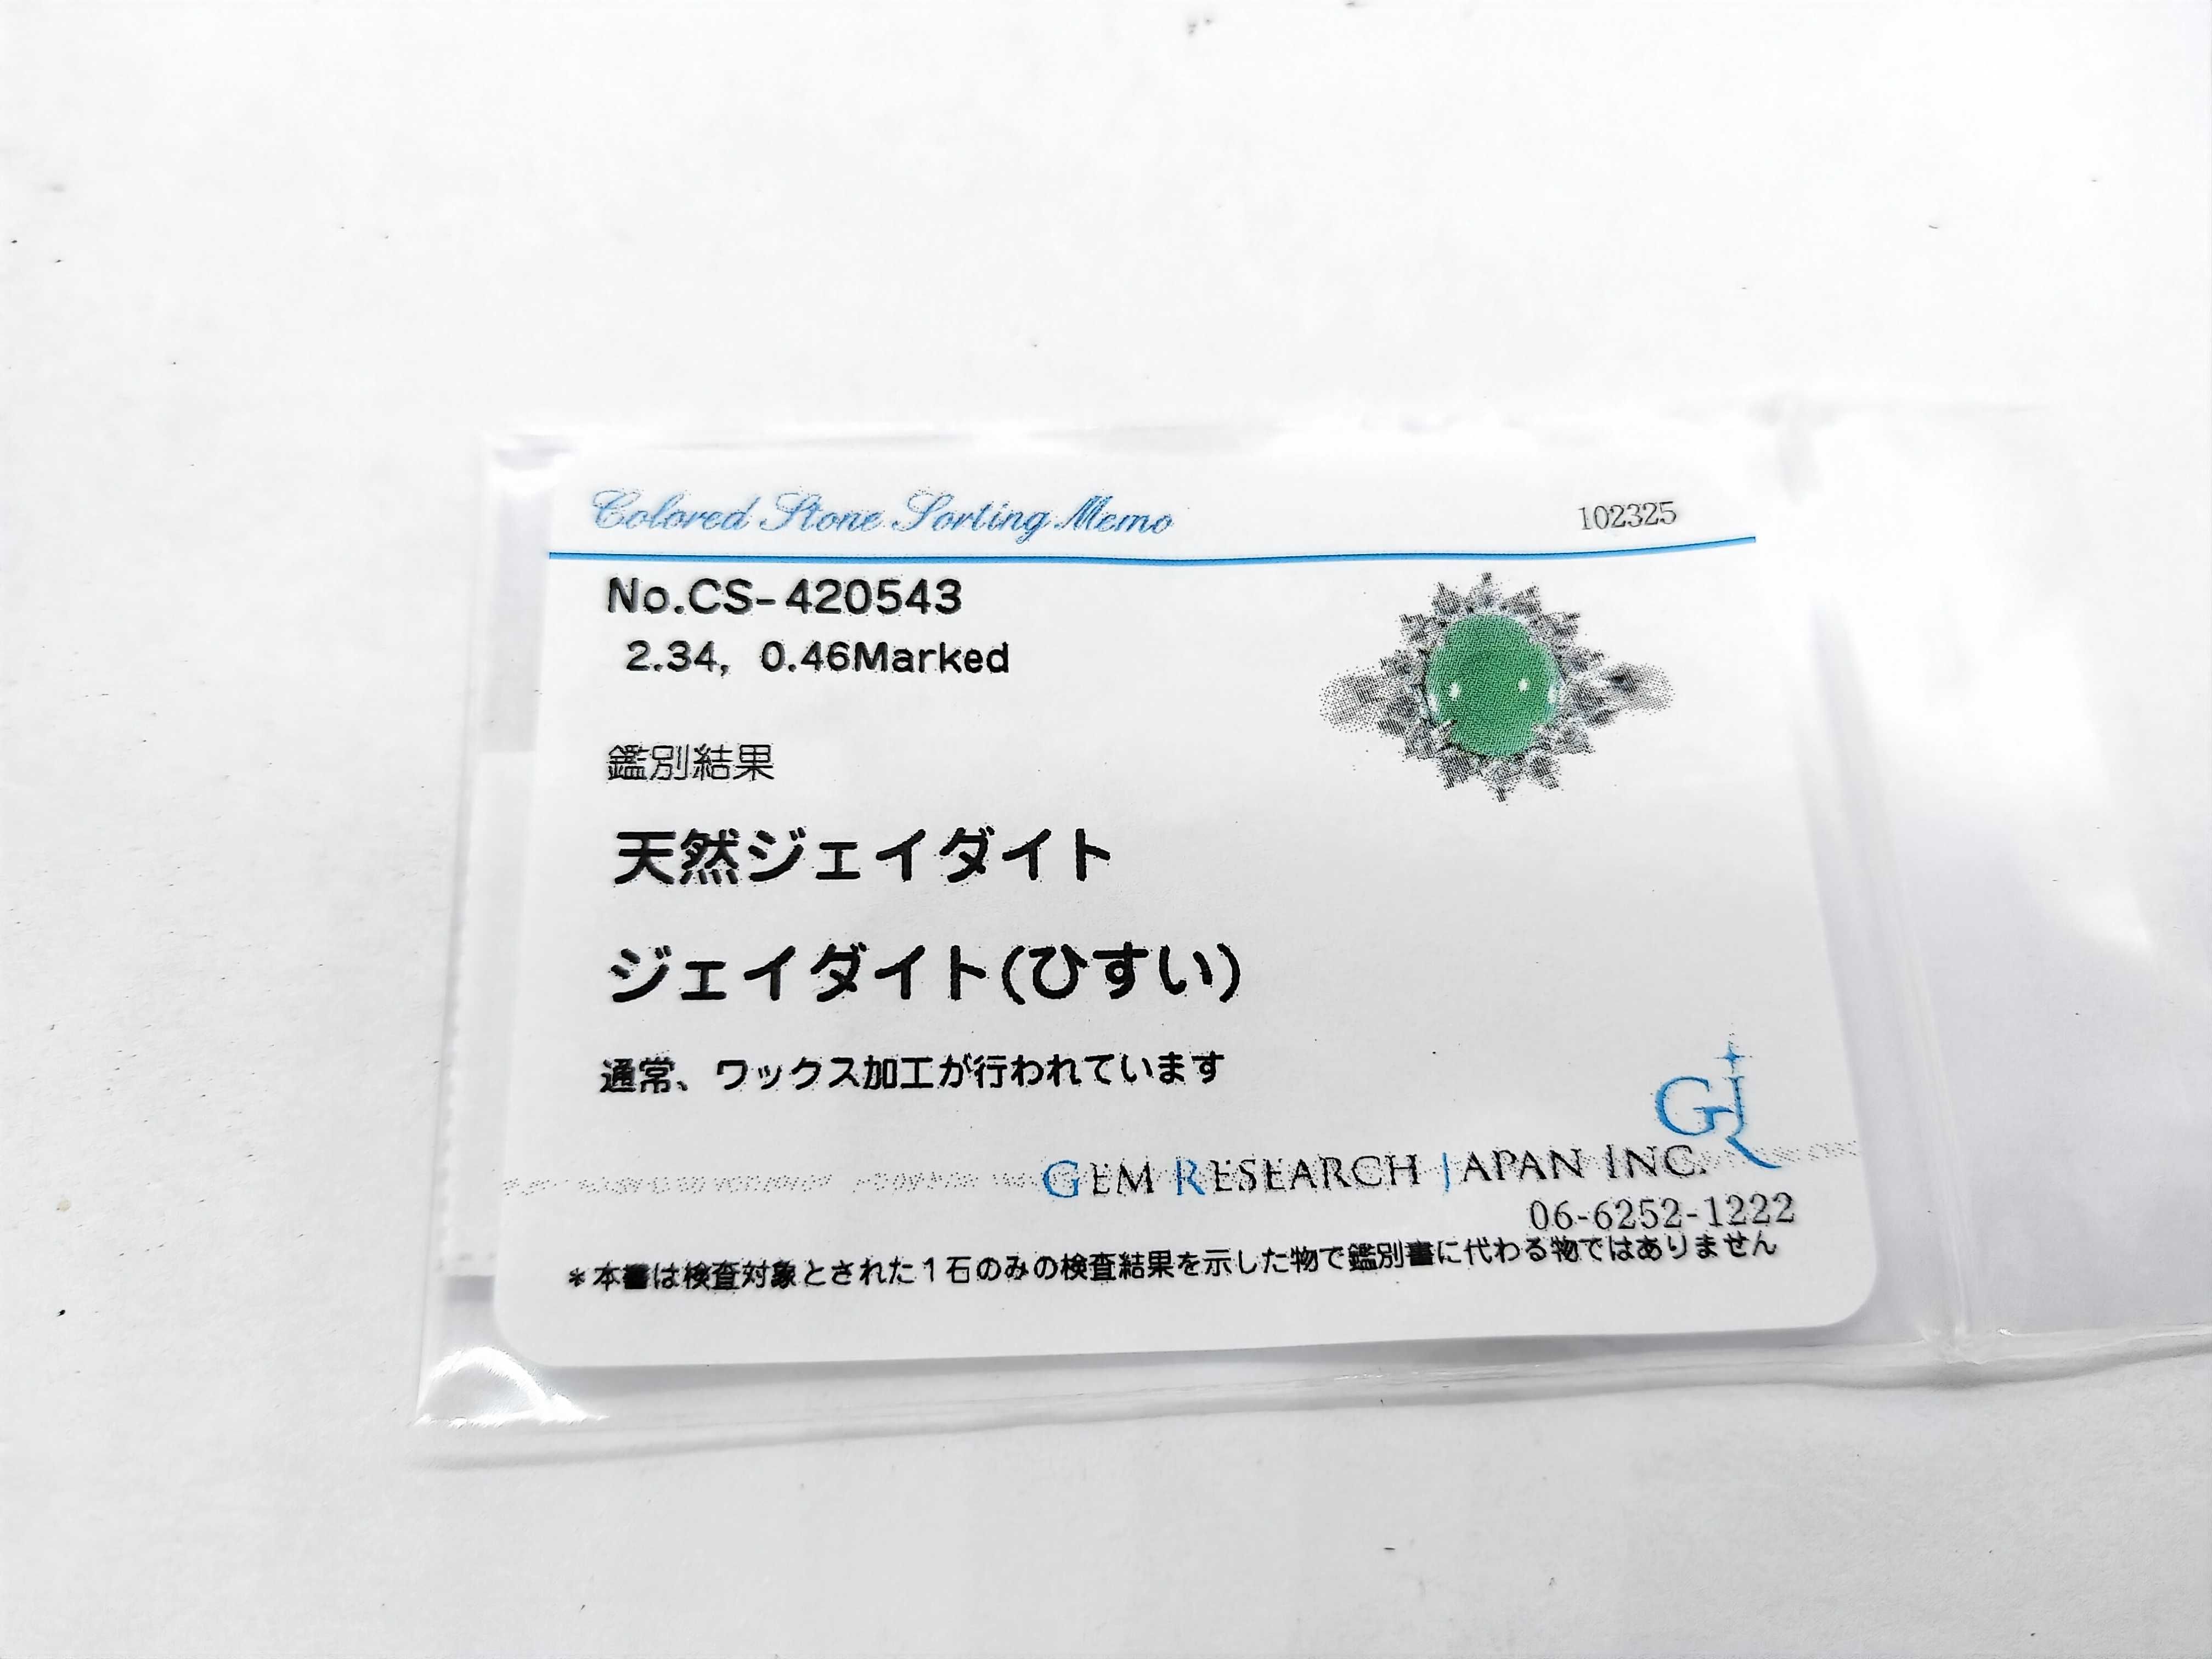 Colored Stone Sorting Memo
102325
No.CS-420543
2.34, 0.46Marked
鑑別結果
天然ジェイダイト
ジェイダイト(ひすい)
通常、ワックス加工が行われています
GEM RESEARCH JAPAN INC.
06-6252-1222
*本書は検査対象とされた1石のみの検査結果を示した物で鑑別書に代わる物ではありません